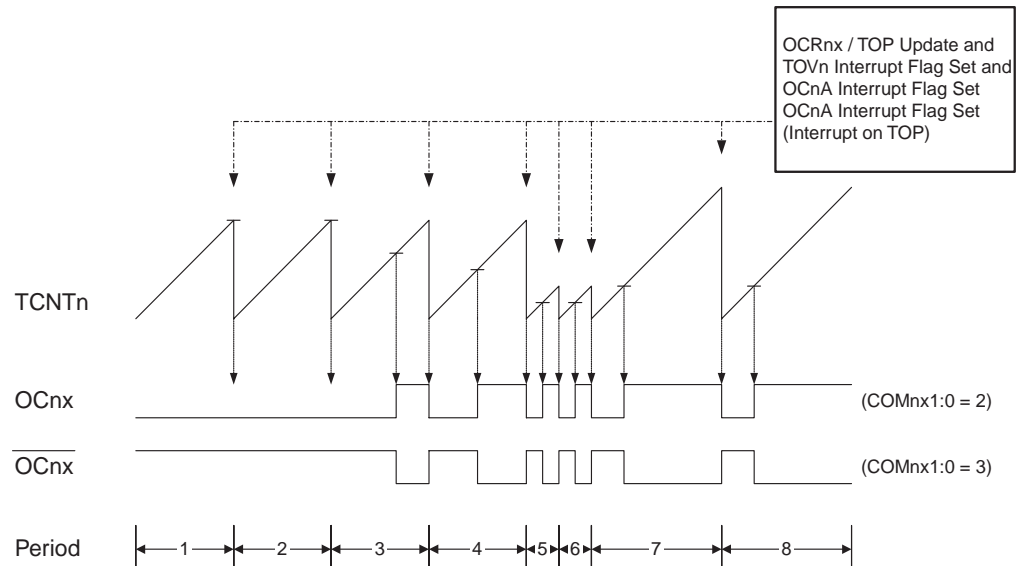 OCRnx / TOP Update and
TOVn Interrupt Flag Set and
OCnA Interrupt Flag Set
OCnA Interrupt Flag Set
(Interrupt on TOP)
TCNTn
OCnx
(COMnx1:0 = 2)
OCnx
(COMnx1:0 = 3)
Period
1 2 3 4 5 6 7 8